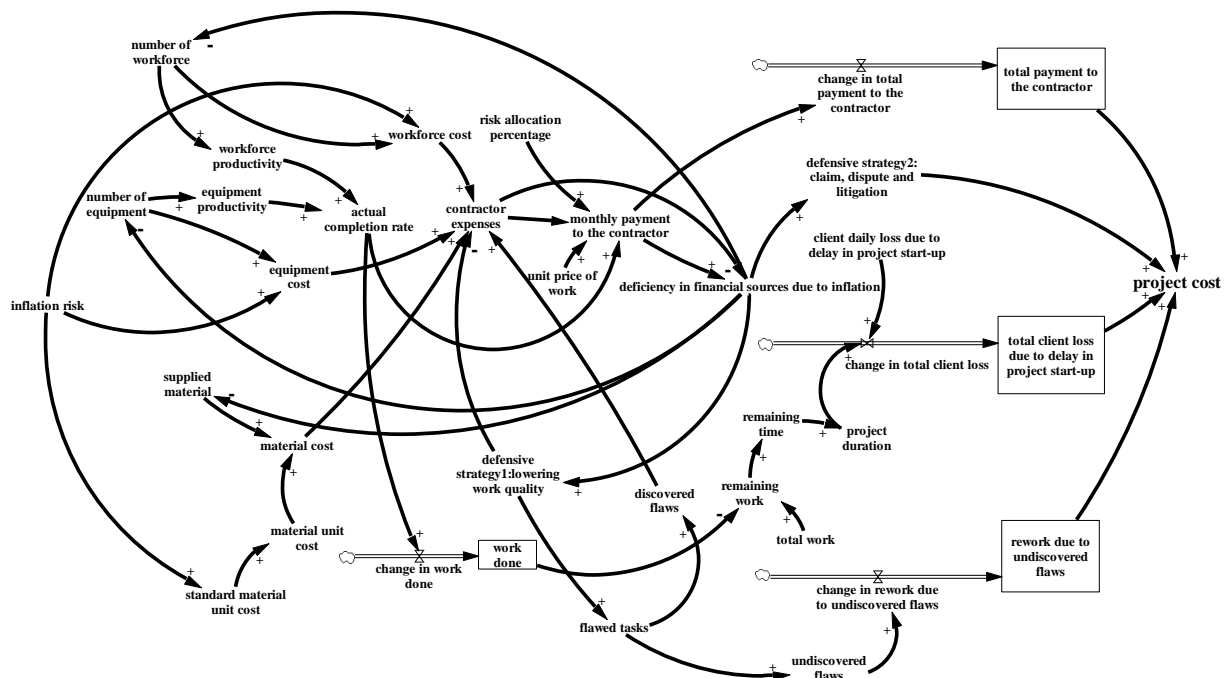 number of
workforce
change in total
payment to the
contractor
total payment to
the contractor
risk allocation
percentage
workforce cost
workforce
productivity
defensive strategy2:
claim, dispute and
litigation
number of
equipment
equipment
productivity
actual
completion rate
contractor
expenses
monthly payment
to the contractor
client daily loss due to
delay in project start-up
unit price of
work
deficiency in financial sources due to inflation
project cost
equipment
cost
inflation risk
change in total client loss
total client loss
due to delay in
project start-up
supplied
material
material cost
remaining
time
project
duration
defensive
strategy1:lowering
work quality
discovered
flaws
remaining
work
total work
material unit
cost
standard material
unit cost
change in work
done
work
done
rework due to
undiscovered
flaws
change in rework due
to undiscovered flaws
flawed tasks
undiscovered
flaws